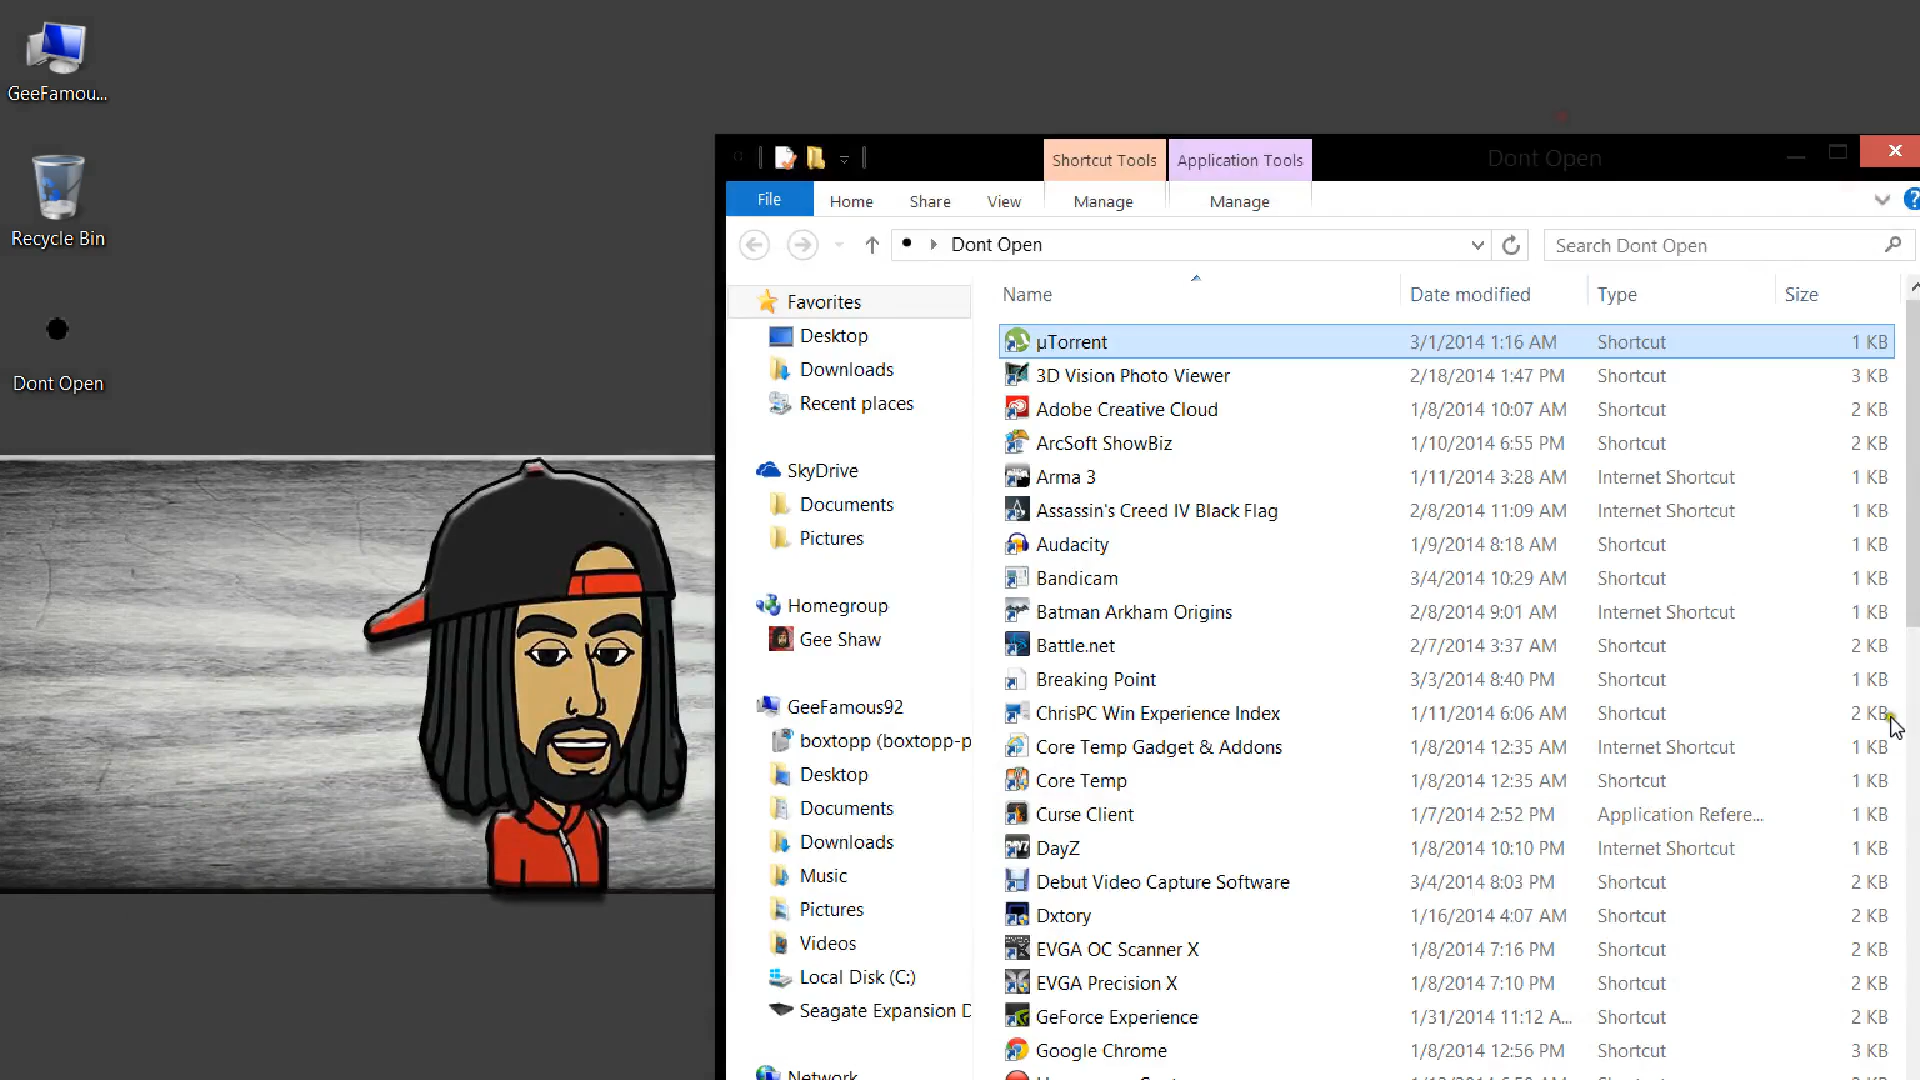 GeeFamou...
Recycle Bin
Dont Open
Shortcut Tools
Application Tools
Dont Open
File
Home
Share
View
Manage
Manage
Dont Open
Search Dont Open
Favorites
Desktop
Downloads
Recent places
SkyDrive
Documents
Pictures
Homegroup
Gee Shaw
GeeFamous92
boxtopp (boxtopp-p
Desktop
Documents
Downloads
Music
Pictures
Videos
Local Disk (C:)
Seagate Expansion D
Network
Name Date modified Type Size
µTorrent 3/1/2014 1:16 AM Shortcut 1 KB
3D Vision Photo Viewer 2/18/2014 1:47 PM Shortcut 3 KB
Adobe Creative Cloud 1/8/2014 10:07 AM Shortcut 2 KB
ArcSoft ShowBiz 1/10/2014 6:55 PM Shortcut 2 KB
Arma 3 1/11/2014 3:28 AM Internet Shortcut 1 KB
Assassin's Creed IV Black Flag 2/8/2014 11:09 AM Internet Shortcut 1 KB
Audacity 1/9/2014 8:18 AM Shortcut 1 KB
Bandicam 3/4/2014 10:29 AM Shortcut 1 KB
Batman Arkham Origins 2/8/2014 9:01 AM Internet Shortcut 1 KB
Battle.net 2/7/2014 3:37 AM Shortcut 2 KB
Breaking Point 3/3/2014 8:40 PM Shortcut 1 KB
ChrisPC Win Experience Index 1/11/2014 6:06 AM Shortcut 2 KB
Core Temp Gadget & Addons 1/8/2014 12:35 AM Internet Shortcut 1 KB
Core Temp 1/8/2014 12:35 AM Shortcut 1 KB
Curse Client 1/7/2014 2:52 PM Application Refere... 1 KB
DayZ 1/8/2014 10:10 PM Internet Shortcut 1 KB
Debut Video Capture Software 3/4/2014 8:03 PM Shortcut 2 KB
Dxtory 1/16/2014 4:07 AM Shortcut 2 KB
EVGA OC Scanner X 1/8/2014 7:16 PM Shortcut 2 KB
EVGA Precision X 1/8/2014 7:10 PM Shortcut 2 KB
GeForce Experience 1/31/2014 11:12 A... Shortcut 2 KB
Google Chrome 1/8/2014 12:56 PM Shortcut 3 KB